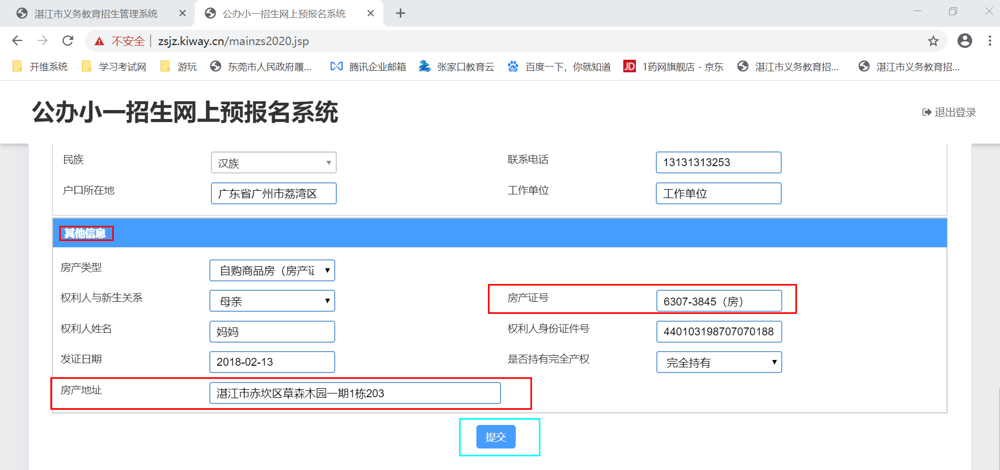 湛江市义务教育招生管理系统
公办小一招生网上预报名系统
不安全 zsjz.kiway.cn/mainzs2020.jsp
开维系统 学习考试网 游玩 东莞市人民政府履... 腾讯企业邮箱 张家口教育云 百度一下，你就知道 JD 1药网旗舰店 - 京东 湛江市义务教育招... 湛江市义务教育招...
公办小一招生网上预报名系统
退出登录
民族 汉族 联系电话 13131313253
户口所在地 广东省广州市荔湾区 工作单位 工作单位
其他信息
房产类型 自购商品房（房产证
权利人与新生关系 母亲 房产证号 6307-3845（房）
权利人姓名 妈妈 权利人身份证件号 440103198707070188
发证日期 2018-02-13 是否持有完全产权 完全持有
房产地址 湛江市赤坎区草森木园一期1栋203
提交